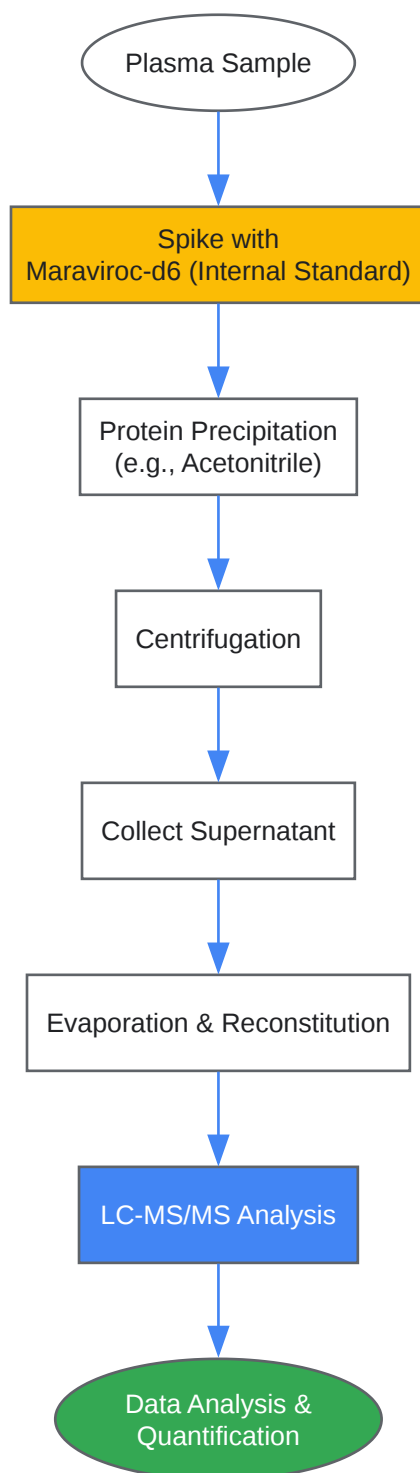 Plasma Sample
Spike with
Maraviroc-d6 (Internal Standard)
Protein Precipitation
(e.g., Acetonitrile)
Centrifugation
Collect Supernatant
Evaporation & Reconstitution
LC-MS/MS Analysis
Data Analysis &
Quantification